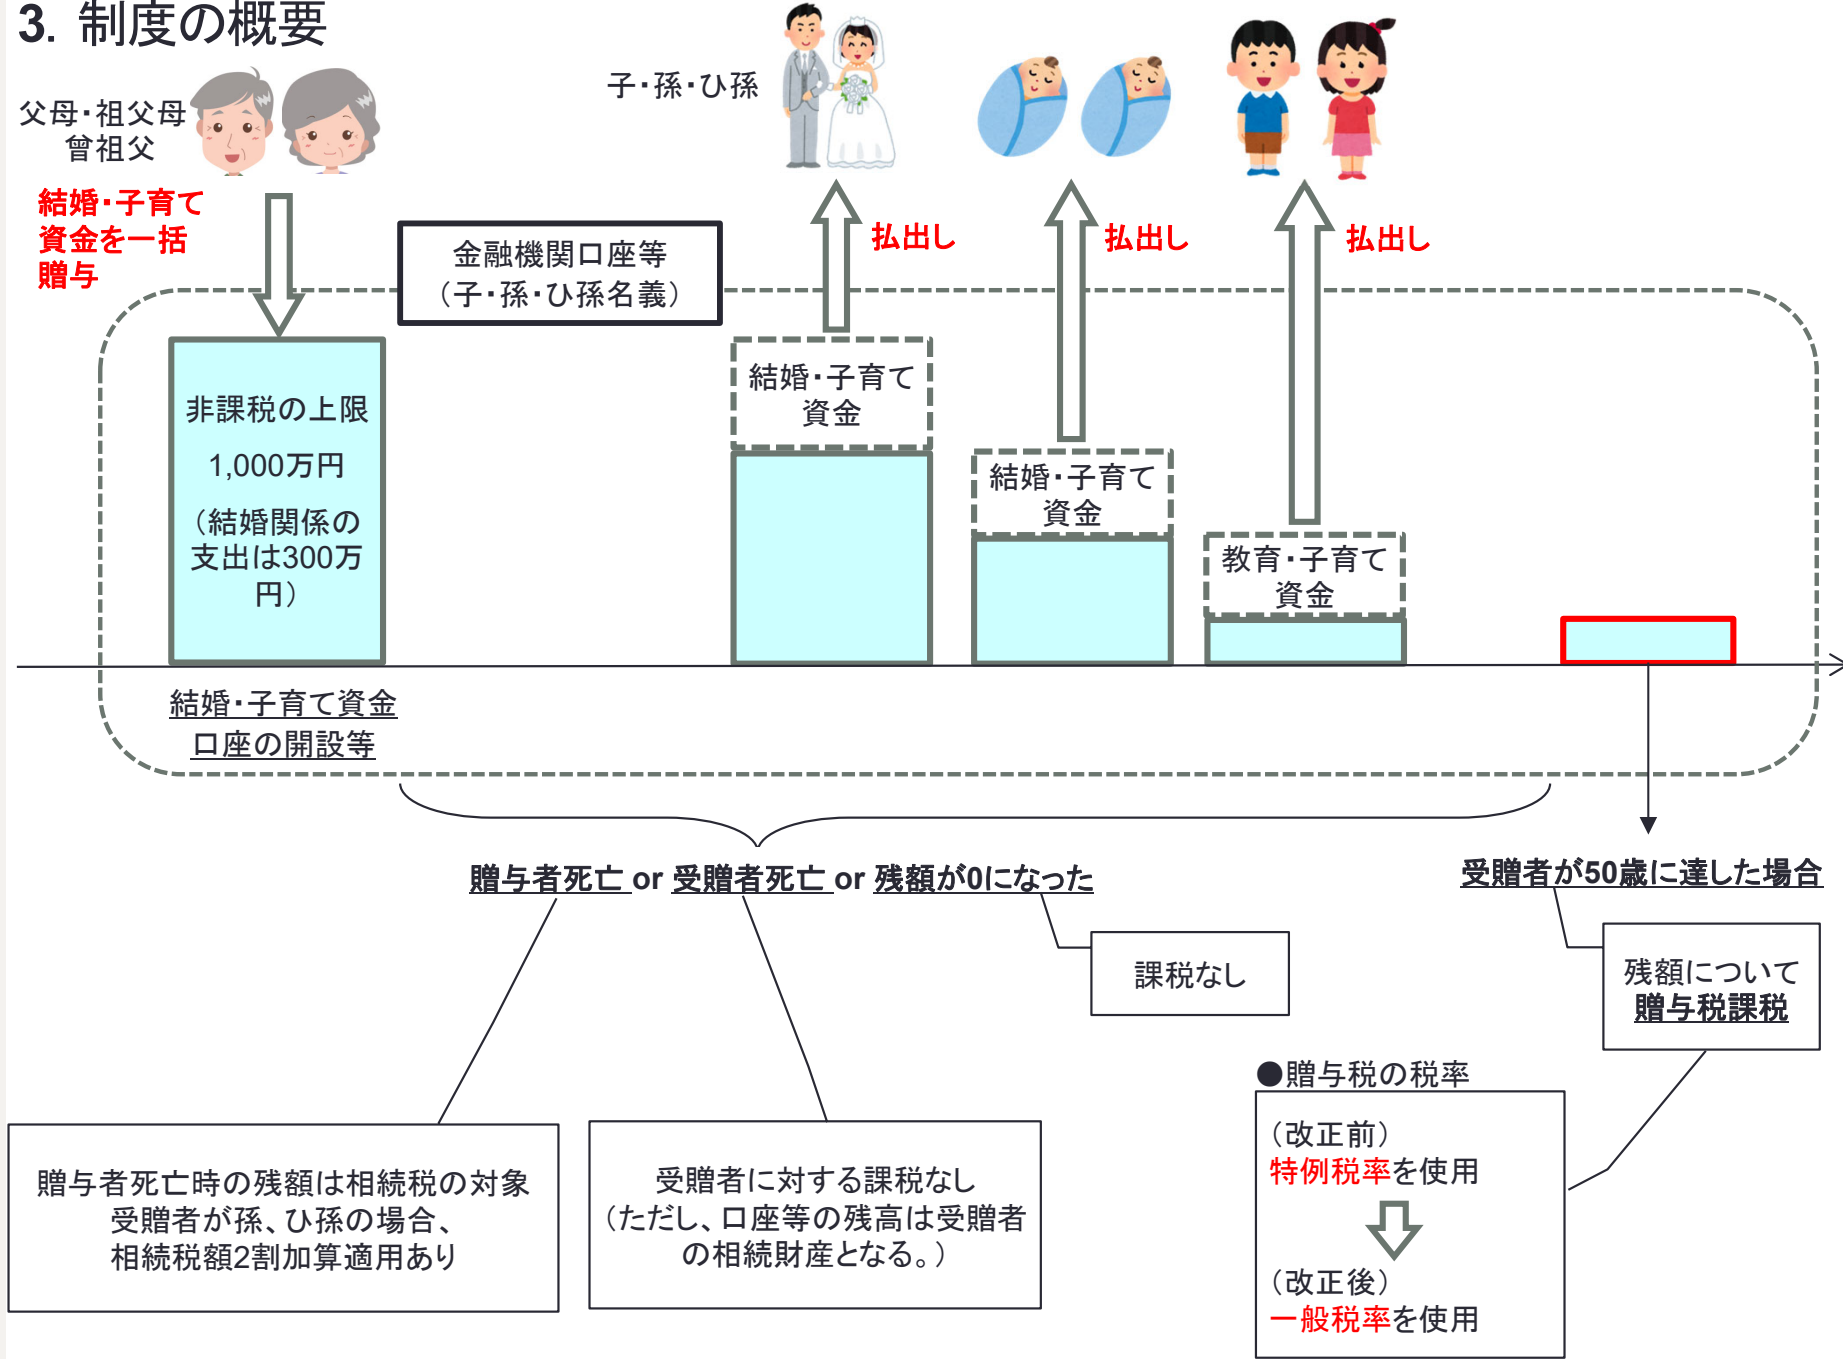 3. 制度の概要
父母・祖父母
曾祖父
子・孫・ひ孫
結婚・子育て
資金を一括
贈与
金融機関口座等
（子・孫・ひ孫名義）
払出し
払出し
払出し
非課税の上限
1,000万円
（結婚関係の
支出は300万
円）
結婚・子育て
資金
結婚・子育て
資金
教育・子育て
資金
結婚・子育て資金
口座の開設等
贈与者死亡 or 受贈者死亡 or 残額が0になった
受贈者が50歳に達した場合
課税なし
残額について
贈与税課税
贈与者死亡時の残額は相続税の対象
受贈者が孫、ひ孫の場合、
相続税額2割加算適用あり
受贈者に対する課税なし
（ただし、口座等の残高は受贈者
の相続財産となる。）
●贈与税の税率
（改正前）
特例税率を使用
（改正後）
一般税率を使用